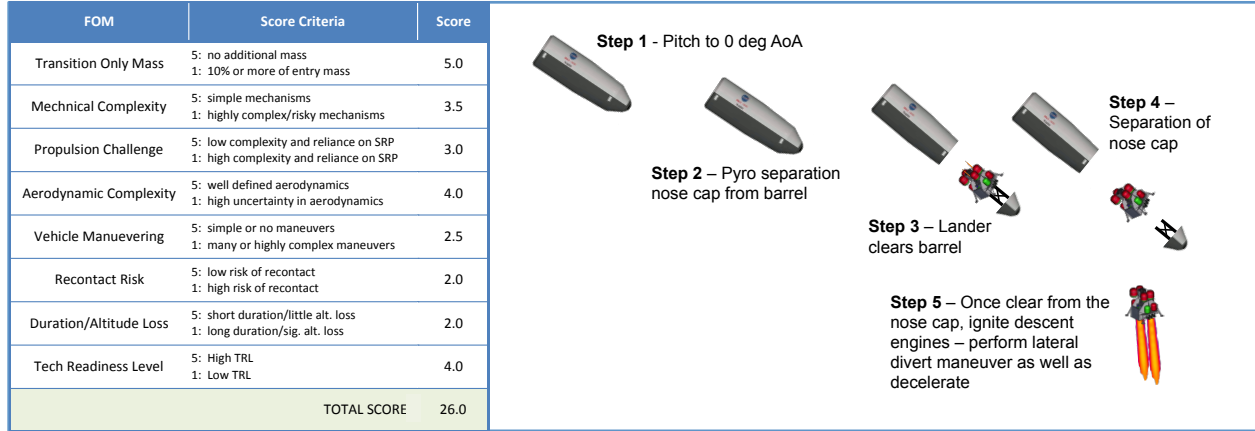 FOM Score Criteria Score
Transition Only Mass
5: no additional mass
1: 10% or more of entry mass
5.0
Mechnical Complexity
5: simple mechanisms
1: highly complex/risky mechanisms
3.5
Propulsion Challenge
5: low complexity and reliance on SRP
1: high complexity and reliance on SRP
3.0
Aerodynamic Complexity
5: well defined aerodynamics
1: high uncertainty in aerodynamics
4.0
Vehicle Manuevering
5: simple or no maneuvers
1: many or highly complex maneuvers
2.5
Recontact Risk
5: low risk of recontact
1: high risk of recontact
2.0
Duration/Altitude Loss
5: short duration/little alt. loss
1: long duration/sig. alt. loss
2.0
Tech Readiness Level
5: High TRL
1: Low TRL
4.0
TOTAL SCORE 26.0
Step 1 - Pitch to 0 deg AoA
Step 2 – Pyro separation
nose cap from barrel
Step 3 – Lander
clears barrel
Step 4 –
Separation of
nose cap
Step 5 – Once clear from the
nose cap, ignite descent
engines – perform lateral
divert maneuver as well as
decelerate